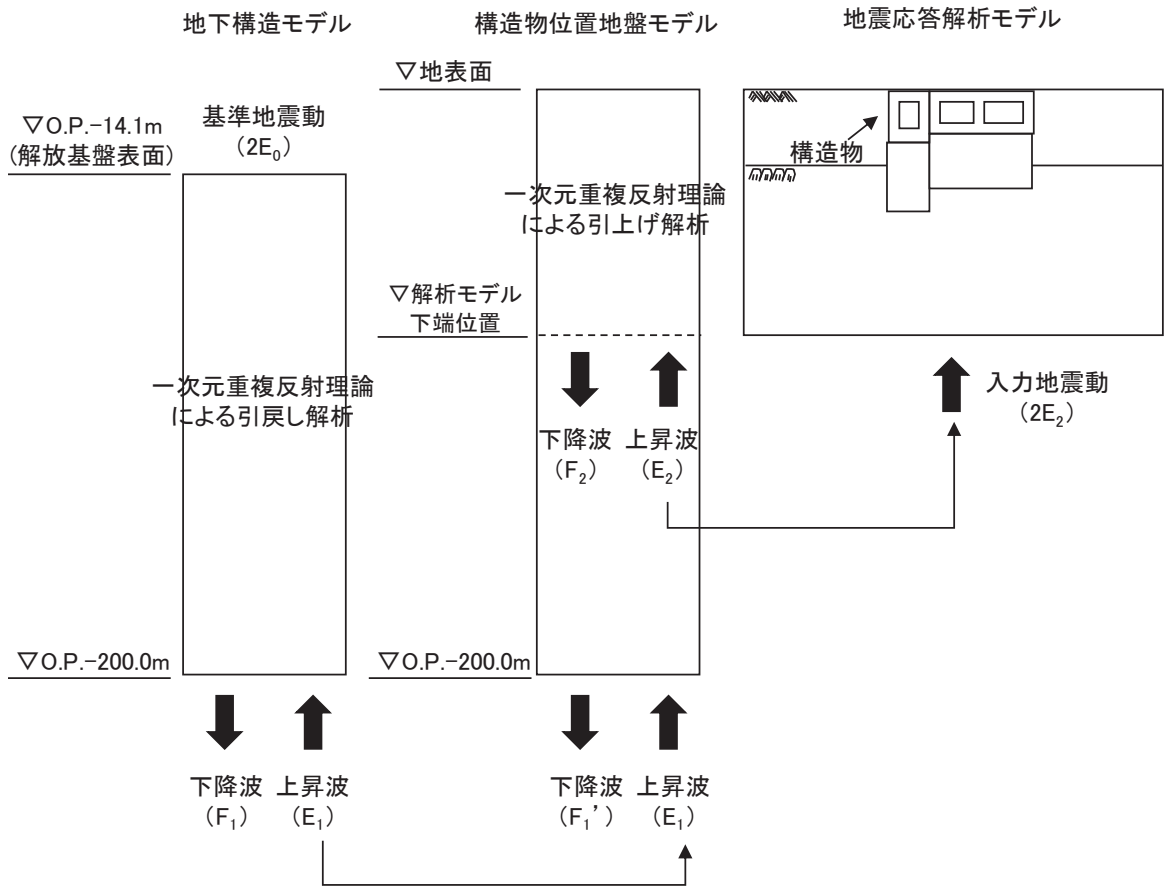 地下構造モデル
▽O.P.-14.1m
(解放基盤表面)
基準地震動
(2E₀)
一次元重複反射理論
による引戻し解析
▽O.P.-200.0m
下降波
(F₁)
上昇波
(E₁)
構造物位置地盤モデル
▽地表面
一次元重複反射理論
による引上げ解析
▽解析モデル
下端位置
下降波
(F₂)
上昇波
(E₂)
▽O.P.-200.0m
下降波
(F₁’)
上昇波
(E₁)
地震応答解析モデル
構造物
入力地震動
(2E₂)